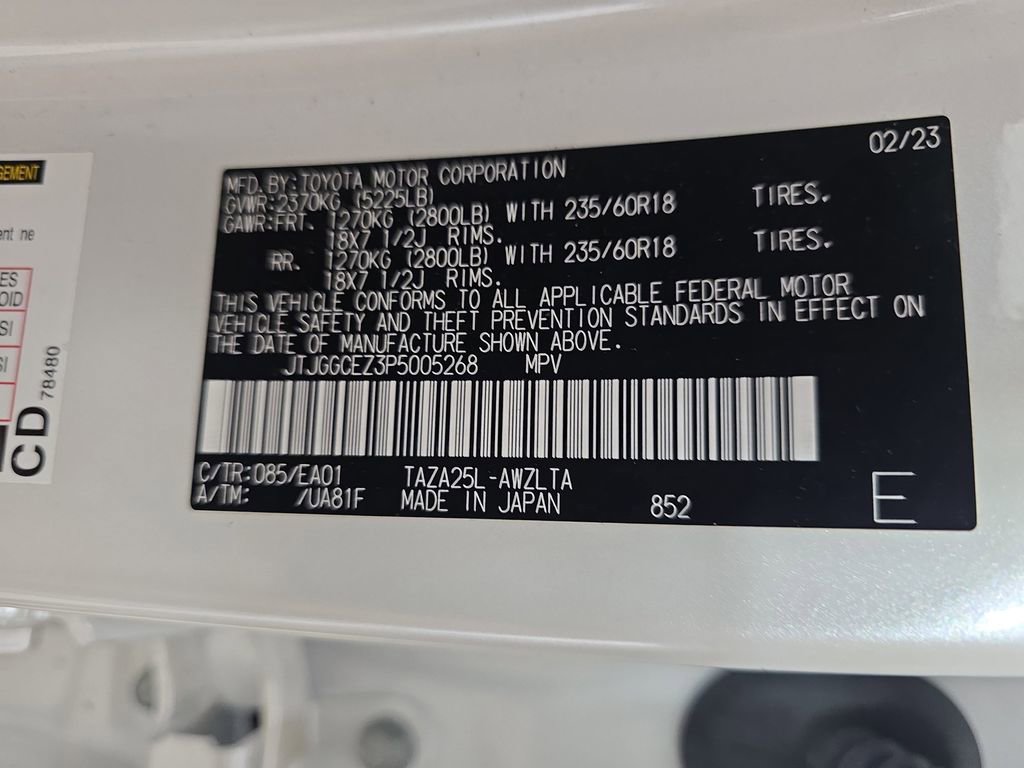 02/23
MFD. BY: TOYOTA MOTOR CORPORATION
GVWR: 2370KG (5225LB)
GAWR: FRT. 1270KG (2800LB) WITH 235/60R18 TIRES.
18X7 1/2J RIMS.
RR. 1270KG (2800LB) WITH 235/60R18 TIRES.
18X7 1/2J RIMS.
THIS VEHICLE CONFORMS TO ALL APPLICABLE FEDERAL MOTOR
VEHICLE SAFETY AND THEFT PREVENTION STANDARDS IN EFFECT ON
THE DATE OF MANUFACTURE SHOWN ABOVE.
JTJGGCEZ3P5005268 MPV
C/TR: 085/EA01 TAZA25L-AWZLTA
A/TM: /UA81F MADE IN JAPAN 852 E
CD 78480